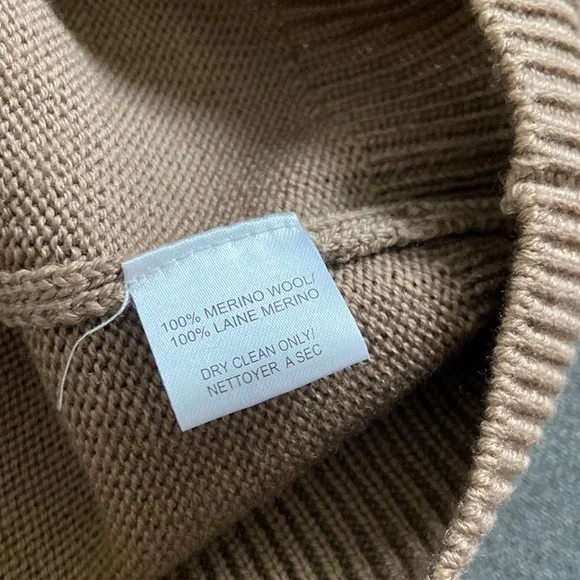 100% MERINO WOOL/
100% LAINE MERINO
DRY CLEAN ONLY/
NETTOYER A SEC